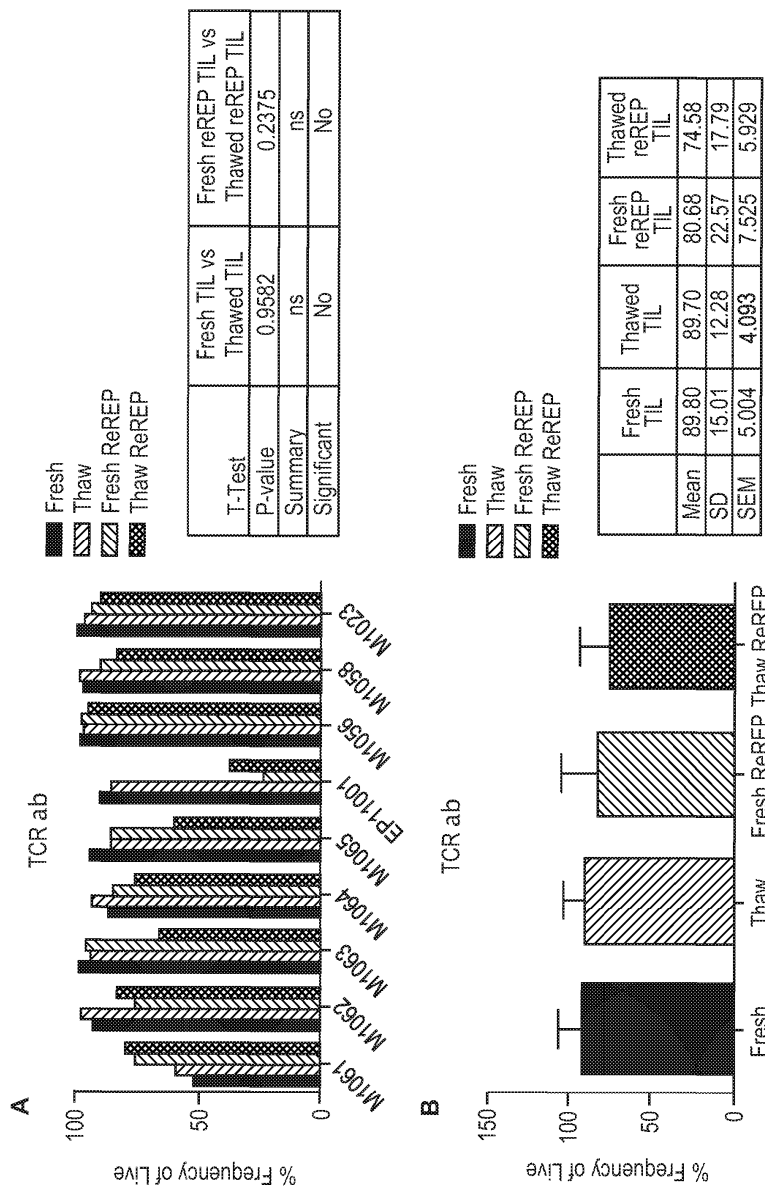 A
TCR ab
% Frequency of Live
100
50
0
M1061
M1062
M1063
M1064
M1065
EP11001
M1056
M1058
M1023
Fresh
Thaw
Fresh ReREP
Thaw ReREP
T-Test Fresh TIL vs Thawed TIL Fresh reREP TIL vs Thawed reREP TIL
P-value 0.9582 0.2375
Summary ns ns
Significant No No
B
TCR ab
% Frequency of Live
150
100
50
0
Fresh Thaw Fresh ReREP Thaw ReREP
Fresh
Thaw
Fresh ReREP
Thaw ReREP
Fresh TIL Thawed TIL Fresh reREP TIL Thawed reREP TIL
Mean 89.80 89.70 80.68 74.58
SD 15.01 12.28 22.57 17.79
SEM 5.004 4.093 7.525 5.929